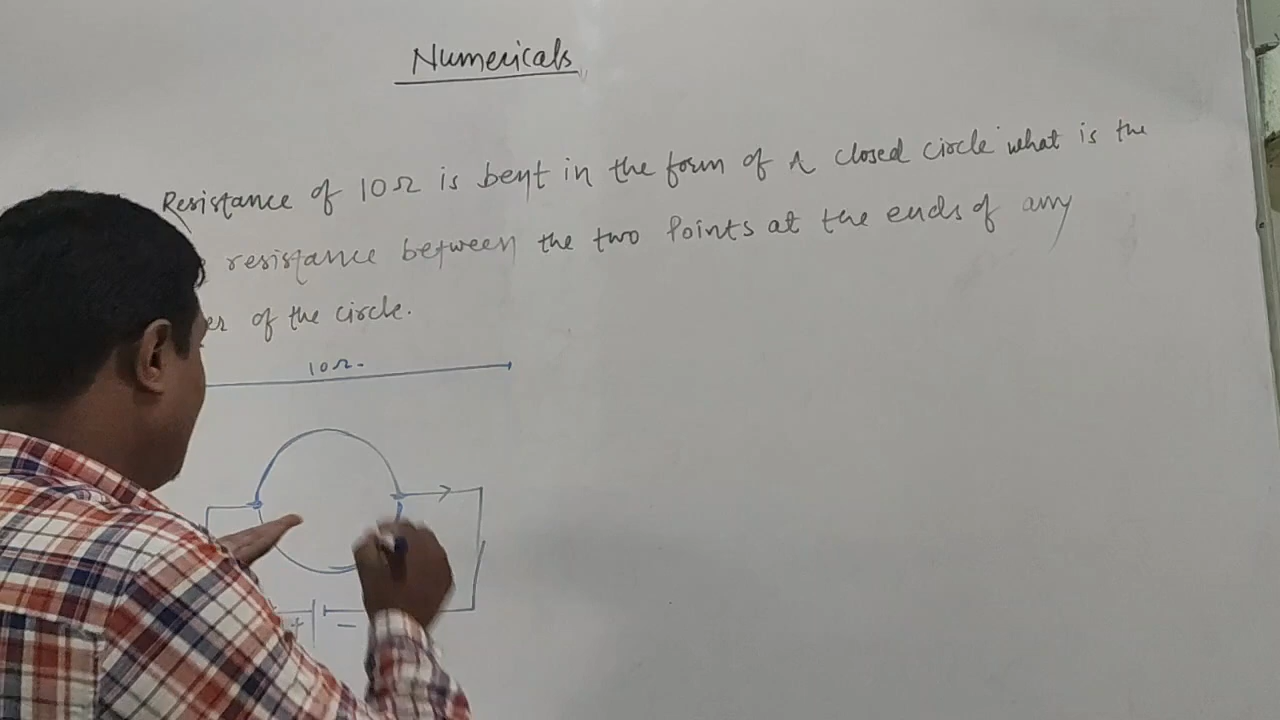 Numericals
Resistance of 10Ω is bent in the form of A closed circle what is the
resistance between the two Points at the ends of any
er of the circle.
10Ω.
+ −